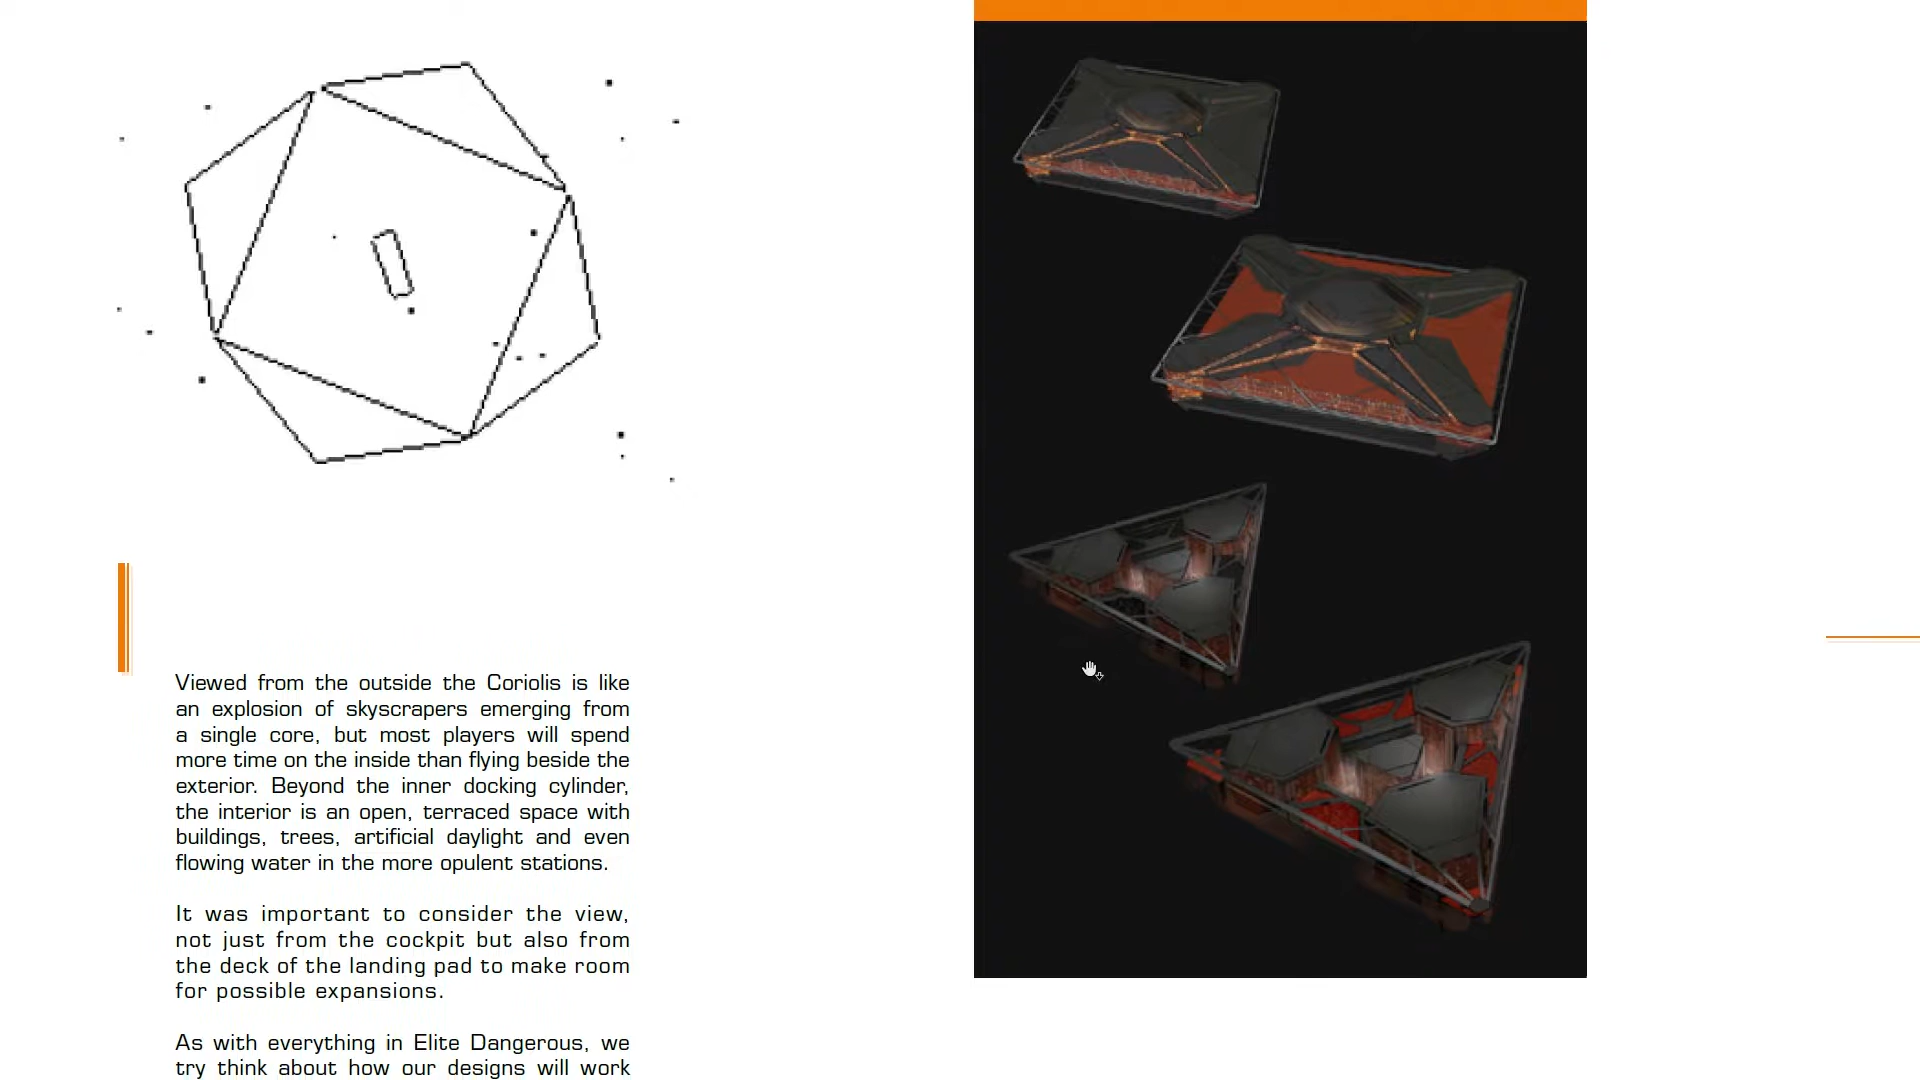 Viewed from the outside the Coriolis is like
an explosion of skyscrapers emerging from
a single core, but most players will spend
more time on the inside than flying beside the
exterior. Beyond the inner docking cylinder,
the interior is an open, terraced space with
buildings, trees, artificial daylight and even
flowing water in the more opulent stations.
It was important to consider the view,
not just from the cockpit but also from
the deck of the landing pad to make room
for possible expansions.
As with everything in Elite Dangerous, we
try think about how our designs will work